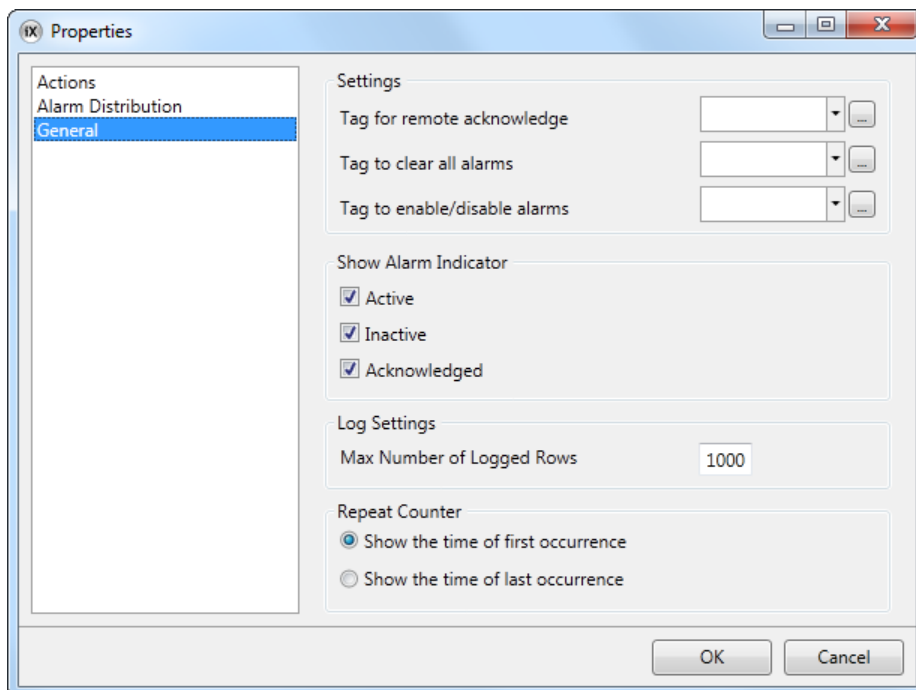 iX Properties
Actions
Alarm Distribution
General
Settings
Tag for remote acknowledge
...
Tag to clear all alarms
...
Tag to enable/disable alarms
...
Show Alarm Indicator
Active
Inactive
Acknowledged
Log Settings
Max Number of Logged Rows 1000
Repeat Counter
Show the time of first occurrence
Show the time of last occurrence
OK Cancel